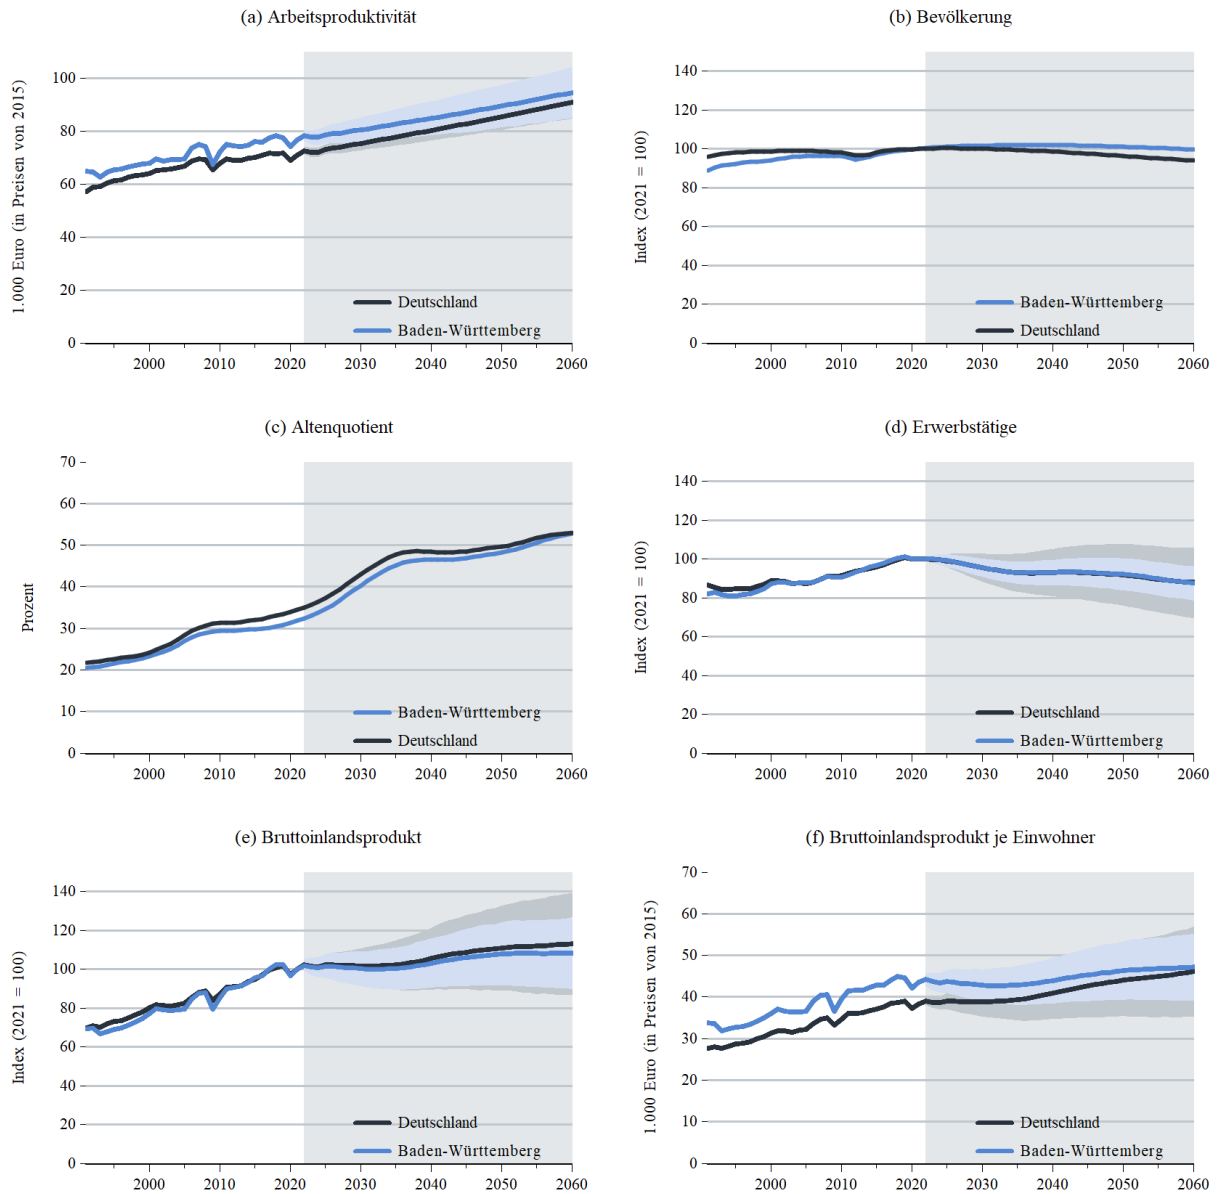 (a) Arbeitsproduktivität
1.000 Euro (in Preisen von 2015)
100
80
60
40
20
0
Deutschland
Baden-Württemberg
2000 2010 2020 2030 2040 2050 2060
(b) Bevölkerung
Index (2021 = 100)
140
120
100
80
60
40
20
0
Baden-Württemberg
Deutschland
2000 2010 2020 2030 2040 2050 2060
(c) Altenquotient
Prozent
70
60
50
40
30
20
10
0
Baden-Württemberg
Deutschland
2000 2010 2020 2030 2040 2050 2060
(d) Erwerbstätige
Index (2021 = 100)
140
120
100
80
60
40
20
0
Deutschland
Baden-Württemberg
2000 2010 2020 2030 2040 2050 2060
(e) Bruttoinlandsprodukt
Index (2021 = 100)
140
120
100
80
60
40
20
0
Deutschland
Baden-Württemberg
2000 2010 2020 2030 2040 2050 2060
(f) Bruttoinlandsprodukt je Einwohner
1.000 Euro (in Preisen von 2015)
70
60
50
40
30
20
10
0
Deutschland
Baden-Württemberg
2000 2010 2020 2030 2040 2050 2060